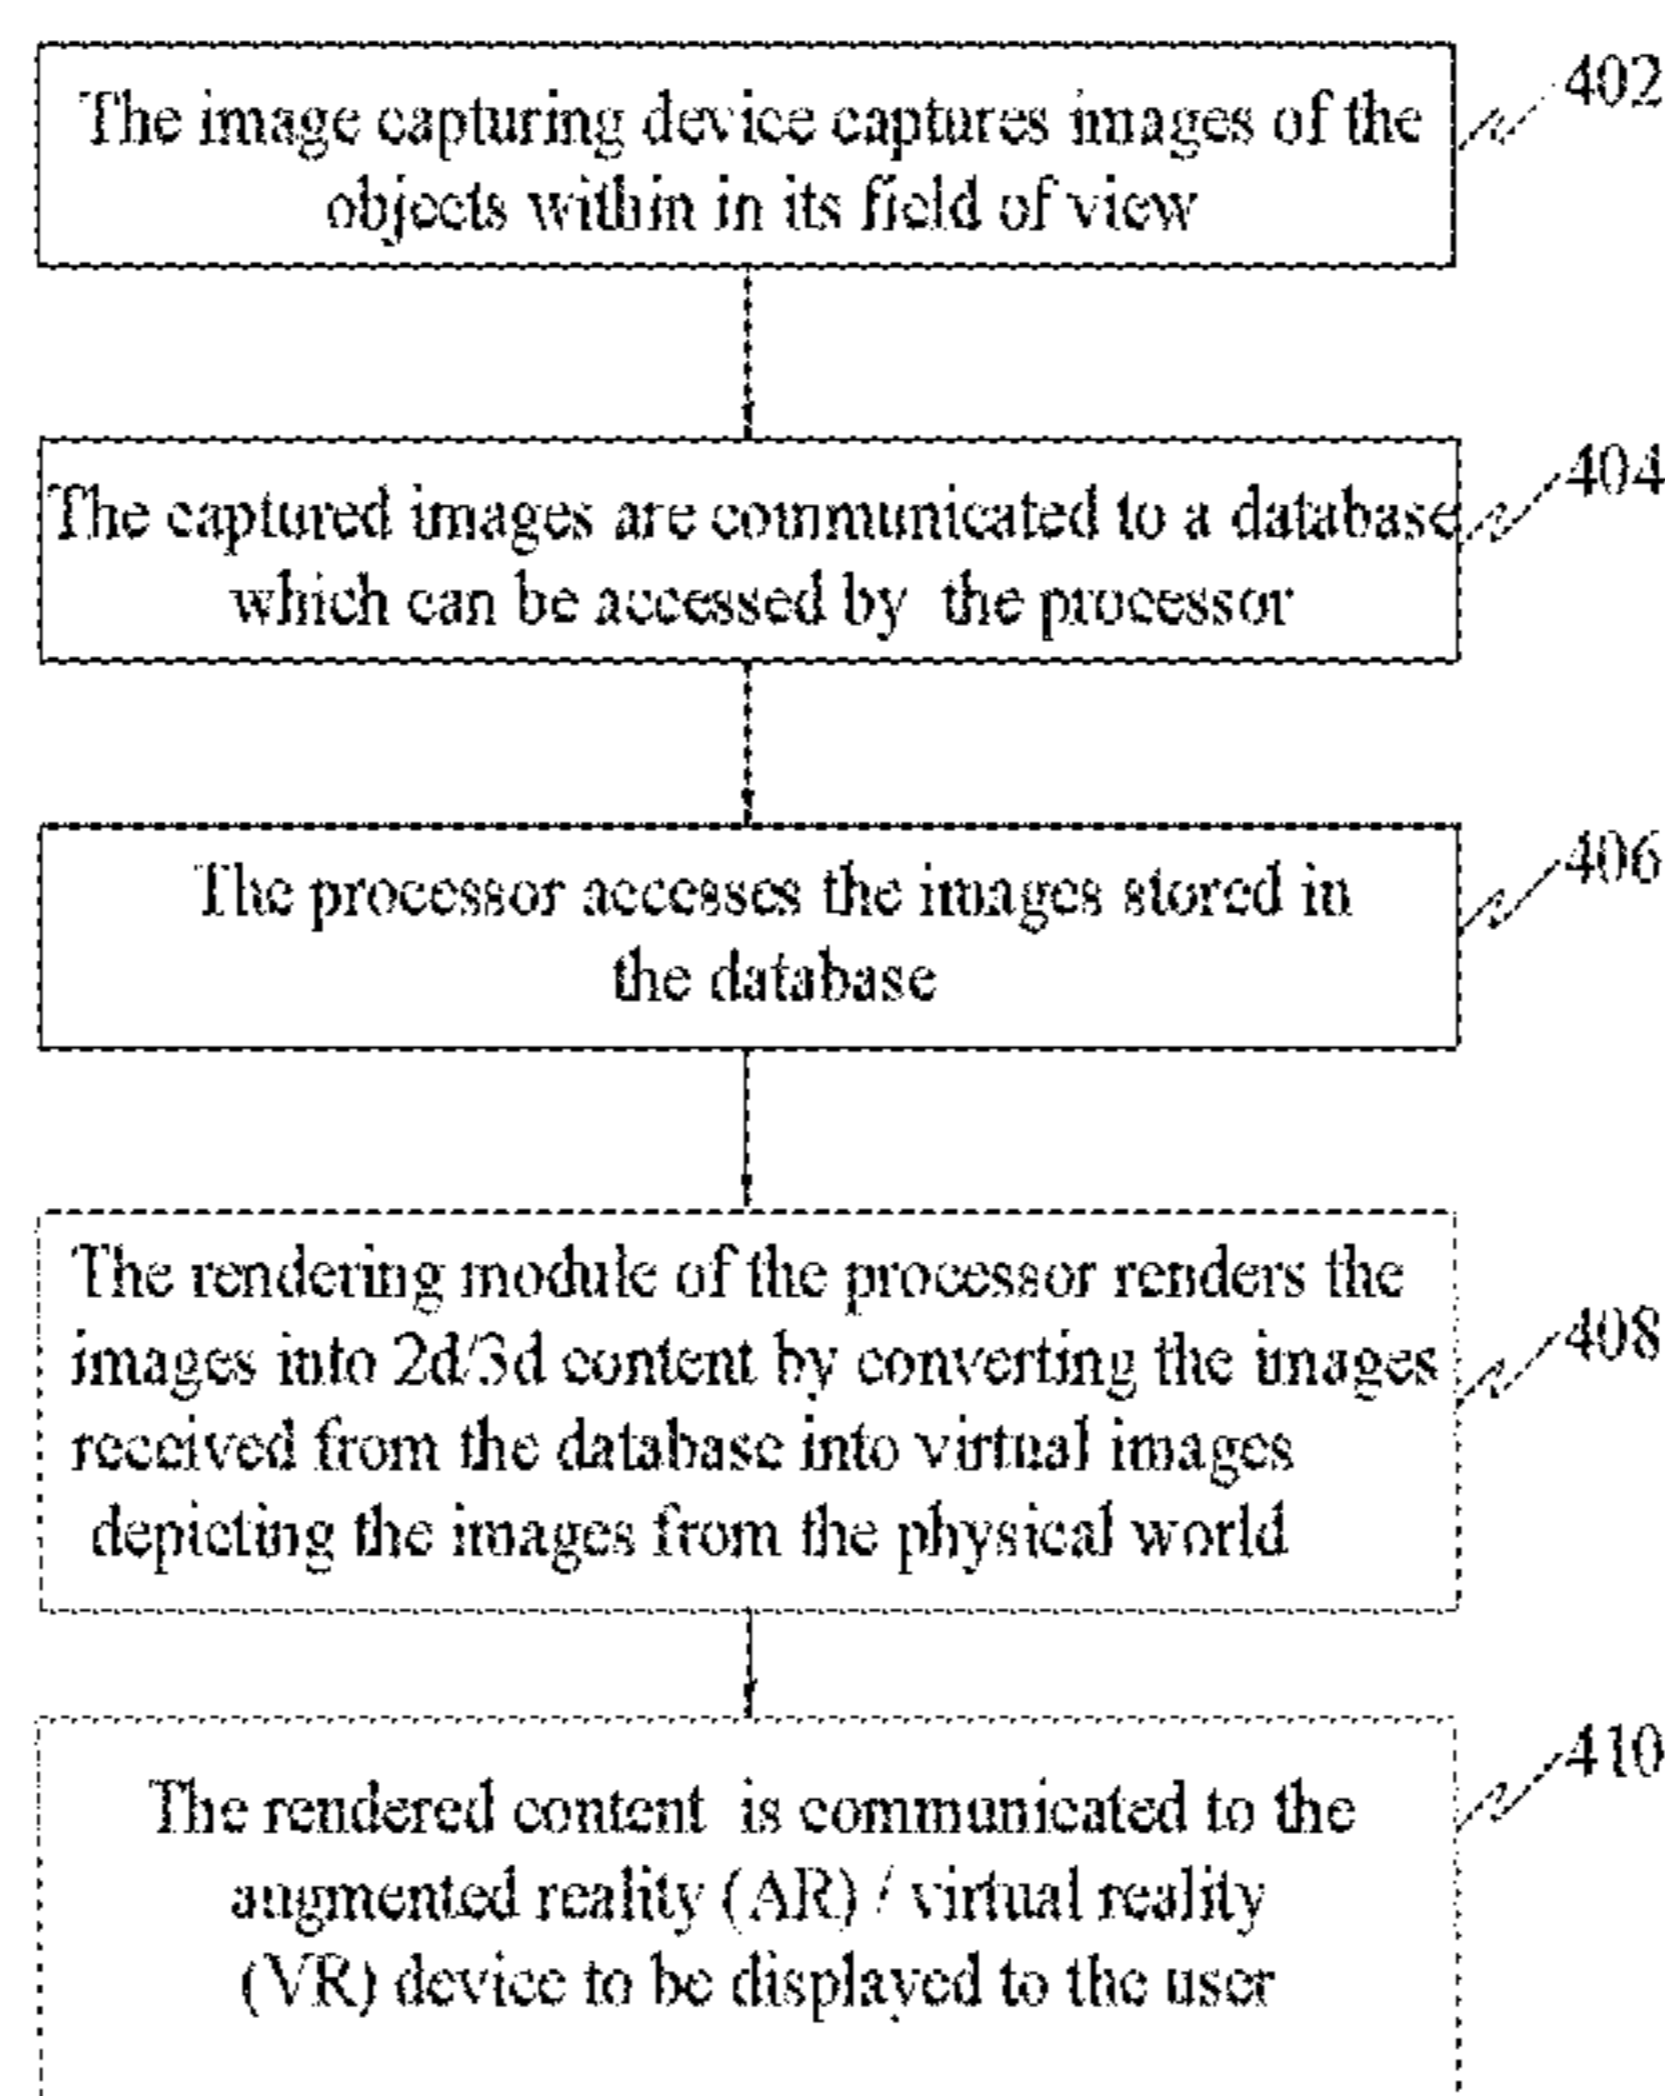 The image capturing device captures images of the
objects within in its field of view
402
The captured images are communicated to a database
which can be accessed by the processor
404
The processor accesses the images stored in
the database
406
The rendering module of the processor renders the
images into 2d/3d content by converting the images
received from the database into virtual images
depicting the images from the physical world
408
The rendered content is communicated to the
augmented reality (AR) / virtual reality
(VR) device to be displayed to the user
410